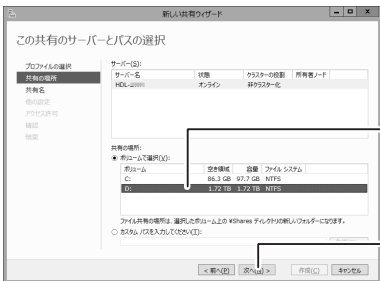 新しい共有ウィザード
この共有のサーバーとパスの選択
プロファイルの選択
共有の場所
共有名
他の設定
アクセス許可
確認
結果
サーバー(S):
サーバー名 状態 クラスターの役割 所有者ノード
HDL- オンライン 非クラスター化
共有の場所:
ボリュームで選択(V):
ボリューム 空き領域 容量 ファイル システム
C: 86.3 GB 97.7 GB NTFS
D: 1.72 TB 1.72 TB NTFS
ファイル共有の場所は、選択したボリューム上の ¥Shares ディレクトリの新しいフォルダーになります。
カスタム パスを入力してください(T):
< 前へ(P) 次へ(N) > 作成(C) キャンセル